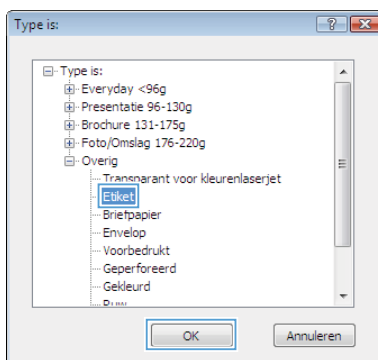 Type is:
Type is:
Everyday <96g
Presentatie 96-130g
Brochure 131-175g
Foto/Omslag 176-220g
Overig
Transparant voor kleurenlaserjet
Etiket
Briefpapier
Envelop
Voorbedrukt
Geperforeerd
Gekleurd
OK Annuleren